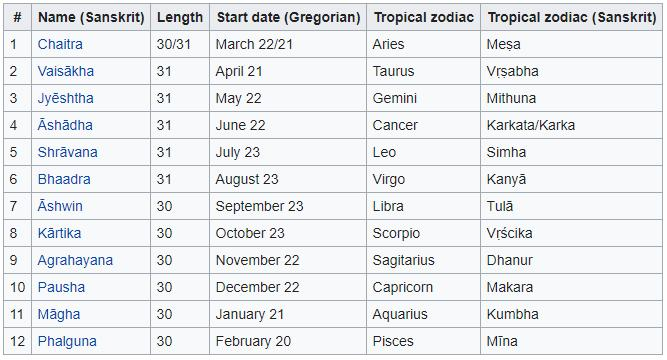 # Name (Sanskrit) Length Start date (Gregorian) Tropical zodiac Tropical zodiac (Sanskrit)
1 Chaitra 30/31 March 22/21 Aries Meṣa
2 Vaisākha 31 April 21 Taurus Vṛṣabha
3 Jyēshtha 31 May 22 Gemini Mithuna
4 Āshādha 31 June 22 Cancer Karkata/Karka
5 Shrāvana 31 July 23 Leo Simha
6 Bhaadra 31 August 23 Virgo Kanyā
7 Āshwin 30 September 23 Libra Tulā
8 Kārtika 30 October 23 Scorpio Vṛścika
9 Agrahayana 30 November 22 Sagitarius Dhanur
10 Pausha 30 December 22 Capricorn Makara
11 Māgha 30 January 21 Aquarius Kumbha
12 Phalguna 30 February 20 Pisces Mīna